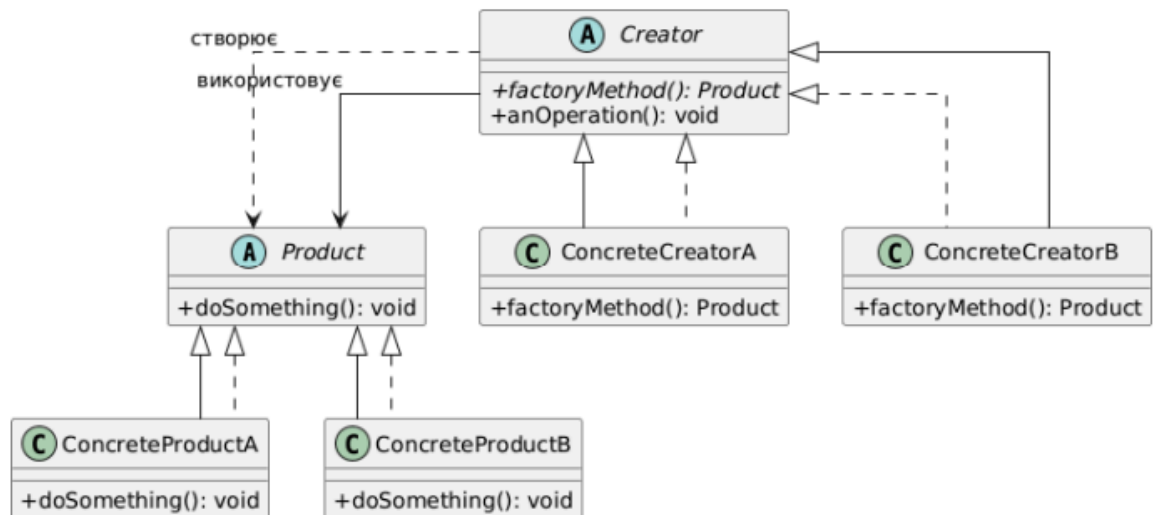 A Creator
+factoryMethod(): Product
+anOperation(): void
створює
використовує
A Product
+doSomething(): void
C ConcreteCreatorA
+factoryMethod(): Product
C ConcreteCreatorB
+factoryMethod(): Product
C ConcreteProductA
+doSomething(): void
C ConcreteProductB
+doSomething(): void